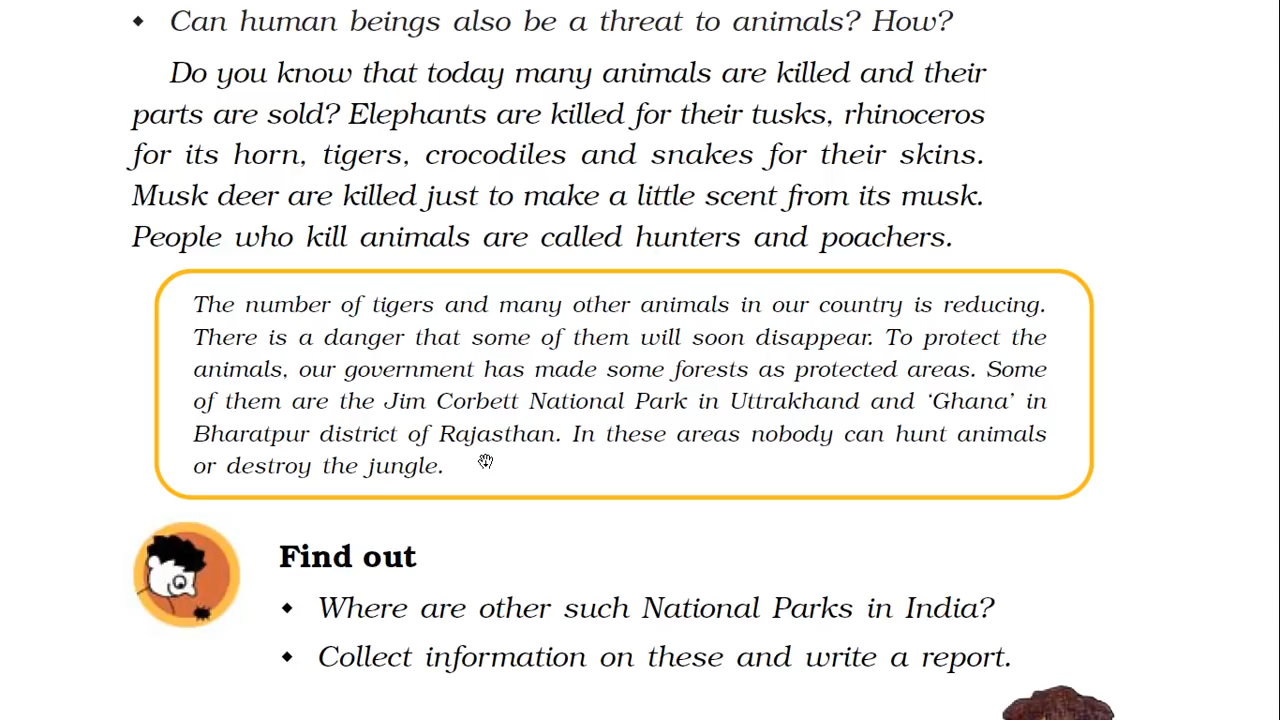 ◆ Can human beings also be a threat to animals? How?
Do you know that today many animals are killed and their
parts are sold? Elephants are killed for their tusks, rhinoceros
for its horn, tigers, crocodiles and snakes for their skins.
Musk deer are killed just to make a little scent from its musk.
People who kill animals are called hunters and poachers.
The number of tigers and many other animals in our country is reducing.
There is a danger that some of them will soon disappear. To protect the
animals, our government has made some forests as protected areas. Some
of them are the Jim Corbett National Park in Uttrakhand and ‘Ghana’ in
Bharatpur district of Rajasthan. In these areas nobody can hunt animals
or destroy the jungle.
Find out
◆ Where are other such National Parks in India?
◆ Collect information on these and write a report.